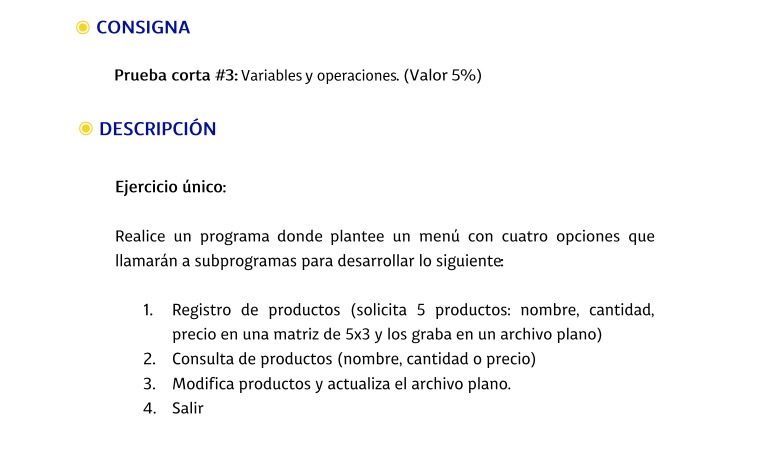 CONSIGNA
Prueba corta #3: Variables y operaciones. (Valor 5%)
DESCRIPCIÓN
Ejercicio único:
Realice un programa donde plantee un menú con cuatro opciones que
llamarán a subprogramas para desarrollar lo siguiente:
1. Registro de productos (solicita 5 productos: nombre, cantidad,
precio en una matriz de 5x3 y los graba en un archivo plano)
2. Consulta de productos (nombre, cantidad o precio)
3. Modifica productos y actualiza el archivo plano.
4. Salir